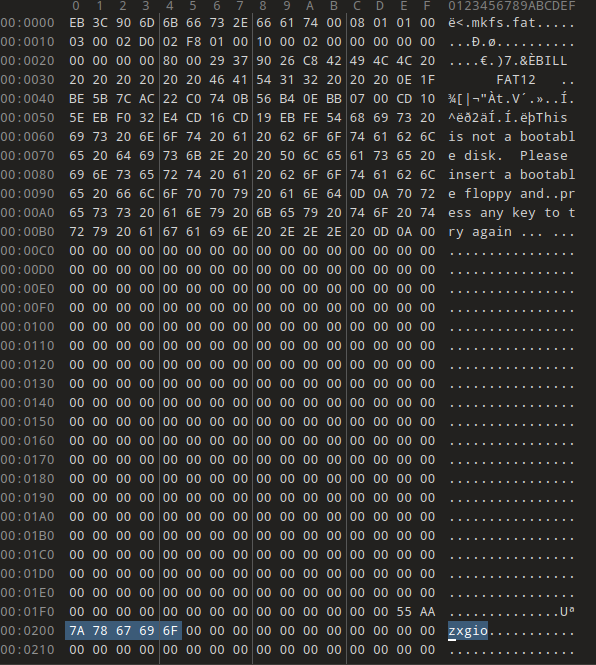 0 1 2 3 4 5 6 7 8 9 A B C D E F 0123456789ABCDEF
00:0000 EB 3C 90 6D 6B 66 73 2E 66 61 74 00 08 01 01 00 ë<.mkfs.fat.....
00:0010 03 00 02 D0 02 F8 01 00 10 00 02 00 00 00 00 00 ...Ð.ø..........
00:0020 00 00 00 00 80 00 29 37 90 26 C8 42 49 4C 4C 20 ....€.)7.&ÈBILL
00:0030 20 20 20 20 20 20 46 41 54 31 32 20 20 20 0E 1F       FAT12   ..
00:0040 BE 5B 7C AC 22 C0 74 0B 56 B4 0E BB 07 00 CD 10 ¾[|¬"Àt.V´.»..Í.
00:0050 5E EB F0 32 E4 CD 16 CD 19 EB FE 54 68 69 73 20 ^ëð2äÍ.Í.ëþThis
00:0060 69 73 20 6E 6F 74 20 61 20 62 6F 6F 74 61 62 6C is not a bootabl
00:0070 65 20 64 69 73 6B 2E 20 20 50 6C 65 61 73 65 20 e disk.  Please
00:0080 69 6E 73 65 72 74 20 61 20 62 6F 6F 74 61 62 6C insert a bootabl
00:0090 65 20 66 6C 6F 70 70 79 20 61 6E 64 0D 0A 70 72 e floppy and..pr
00:00A0 65 73 73 20 61 6E 79 20 6B 65 79 20 74 6F 20 74 ess any key to t
00:00B0 72 79 20 61 67 61 69 6E 20 2E 2E 2E 20 0D 0A 00 ry again ... ...
00:00C0 00 00 00 00 00 00 00 00 00 00 00 00 00 00 00 00 ................
00:00D0 00 00 00 00 00 00 00 00 00 00 00 00 00 00 00 00 ................
00:00E0 00 00 00 00 00 00 00 00 00 00 00 00 00 00 00 00 ................
00:00F0 00 00 00 00 00 00 00 00 00 00 00 00 00 00 00 00 ................
00:0100 00 00 00 00 00 00 00 00 00 00 00 00 00 00 00 00 ................
00:0110 00 00 00 00 00 00 00 00 00 00 00 00 00 00 00 00 ................
00:0120 00 00 00 00 00 00 00 00 00 00 00 00 00 00 00 00 ................
00:0130 00 00 00 00 00 00 00 00 00 00 00 00 00 00 00 00 ................
00:0140 00 00 00 00 00 00 00 00 00 00 00 00 00 00 00 00 ................
00:0150 00 00 00 00 00 00 00 00 00 00 00 00 00 00 00 00 ................
00:0160 00 00 00 00 00 00 00 00 00 00 00 00 00 00 00 00 ................
00:0170 00 00 00 00 00 00 00 00 00 00 00 00 00 00 00 00 ................
00:0180 00 00 00 00 00 00 00 00 00 00 00 00 00 00 00 00 ................
00:0190 00 00 00 00 00 00 00 00 00 00 00 00 00 00 00 00 ................
00:01A0 00 00 00 00 00 00 00 00 00 00 00 00 00 00 00 00 ................
00:01B0 00 00 00 00 00 00 00 00 00 00 00 00 00 00 00 00 ................
00:01C0 00 00 00 00 00 00 00 00 00 00 00 00 00 00 00 00 ................
00:01D0 00 00 00 00 00 00 00 00 00 00 00 00 00 00 00 00 ................
00:01E0 00 00 00 00 00 00 00 00 00 00 00 00 00 00 00 00 ................
00:01F0 00 00 00 00 00 00 00 00 00 00 00 00 00 00 55 AA ..............Uª
00:0200 7A 78 67 69 6F 00 00 00 00 00 00 00 00 00 00 00 zxgio...........
00:0210 00 00 00 00 00 00 00 00 00 00 00 00 00 00 00 00 ................